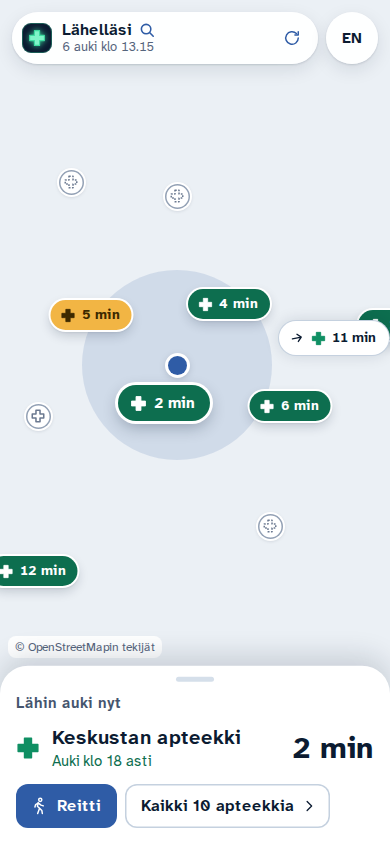 Lähelläsi
6 auki klo 13.15
EN
4 min
5 min
11 min
2 min
6 min
12 min
© OpenStreetMapin tekijät
Lähin auki nyt
Keskustan apteekki
Auki klo 18 asti
2 min
Reitti
Kaikki 10 apteekkia